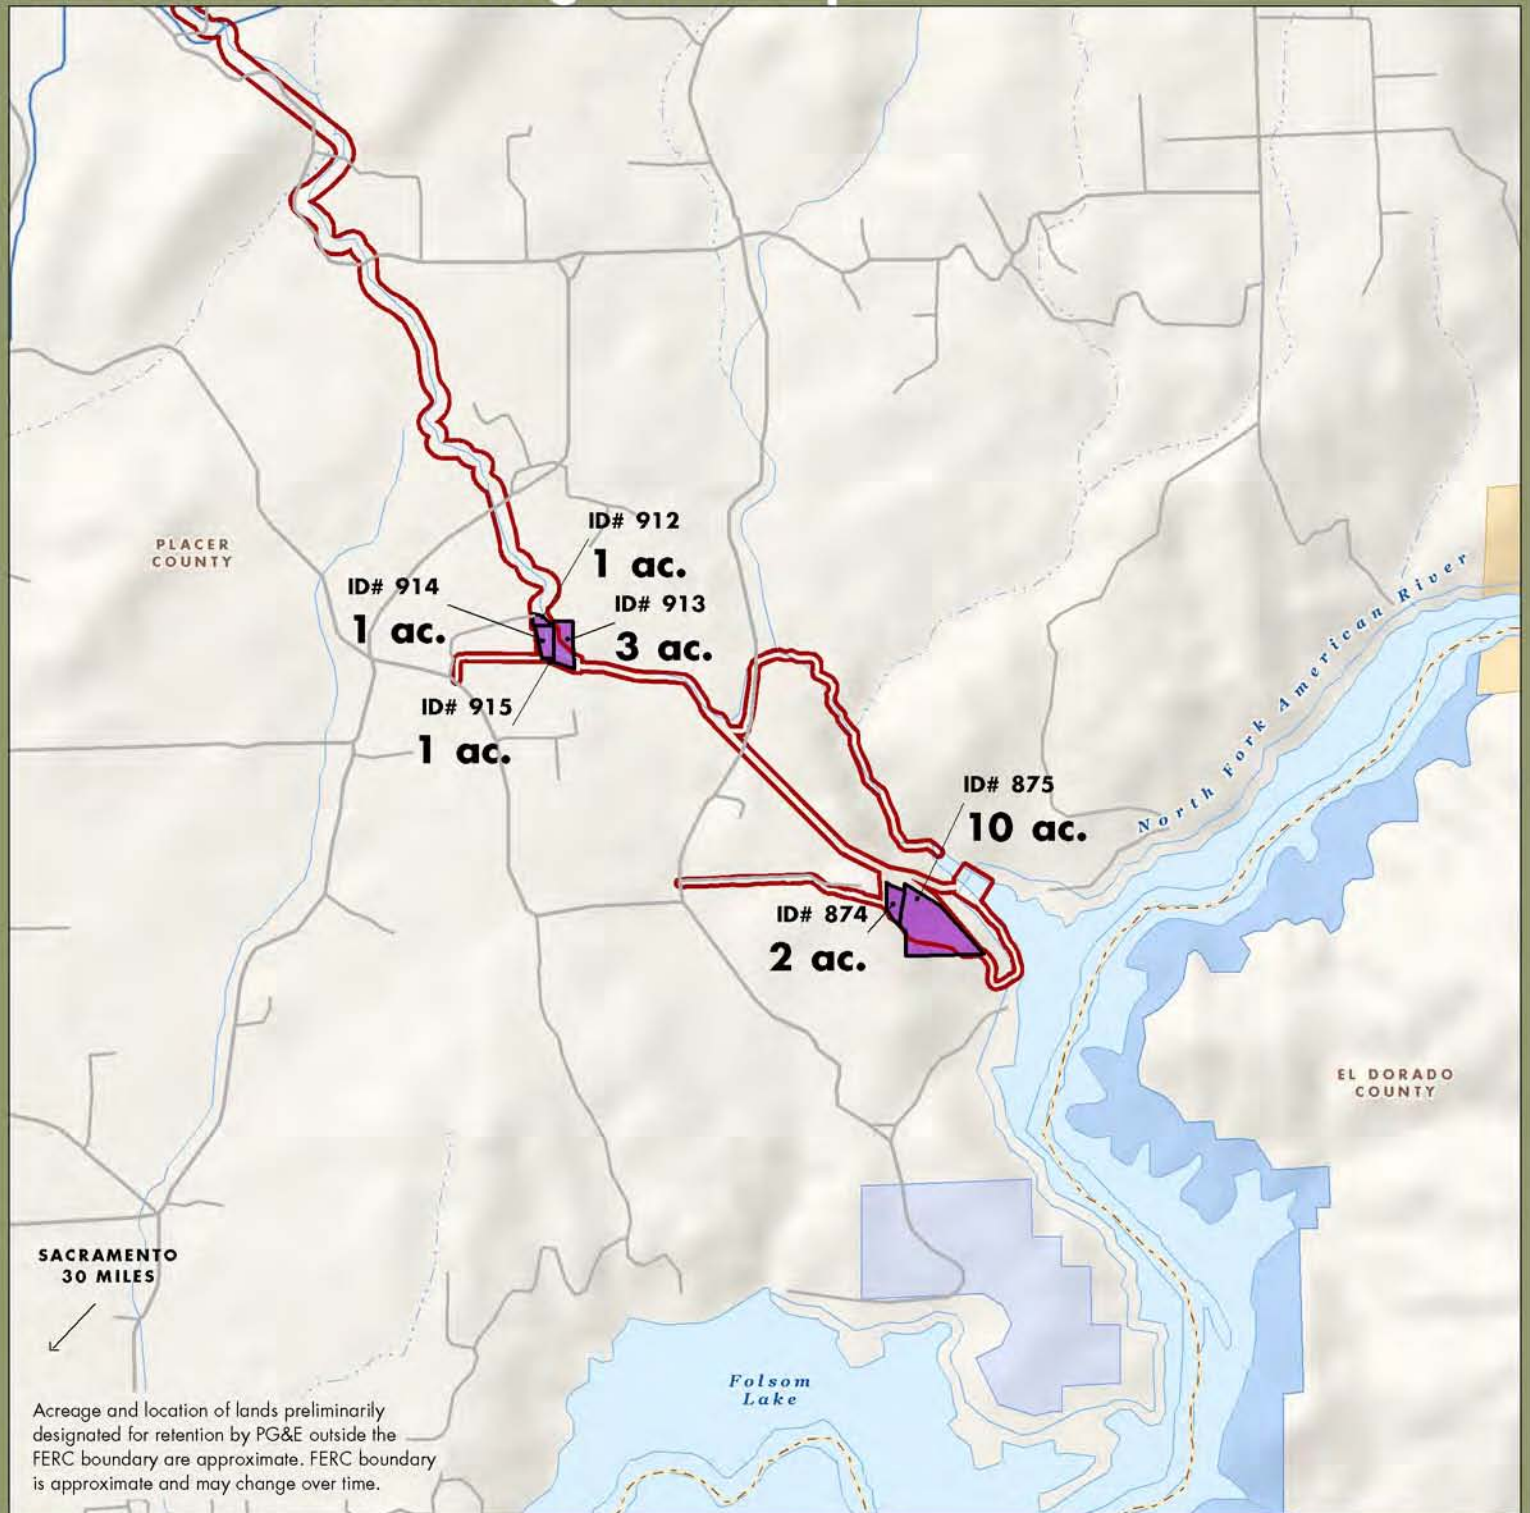 ID# 912
1 ac.
PLACER
COUNTY
ID# 914
1 ac.
ID# 913
3 ac.
ID# 915
1 ac.
North Fork American River
ID# 875
10 ac.
ID# 874
2 ac.
EL DORADO
COUNTY
SACRAMENTO
30 MILES
Folsom
Lake
Acreage and location of lands preliminarily
designated for retention by PG&E outside the
FERC boundary are approximate. FERC boundary
is approximate and may change over time.